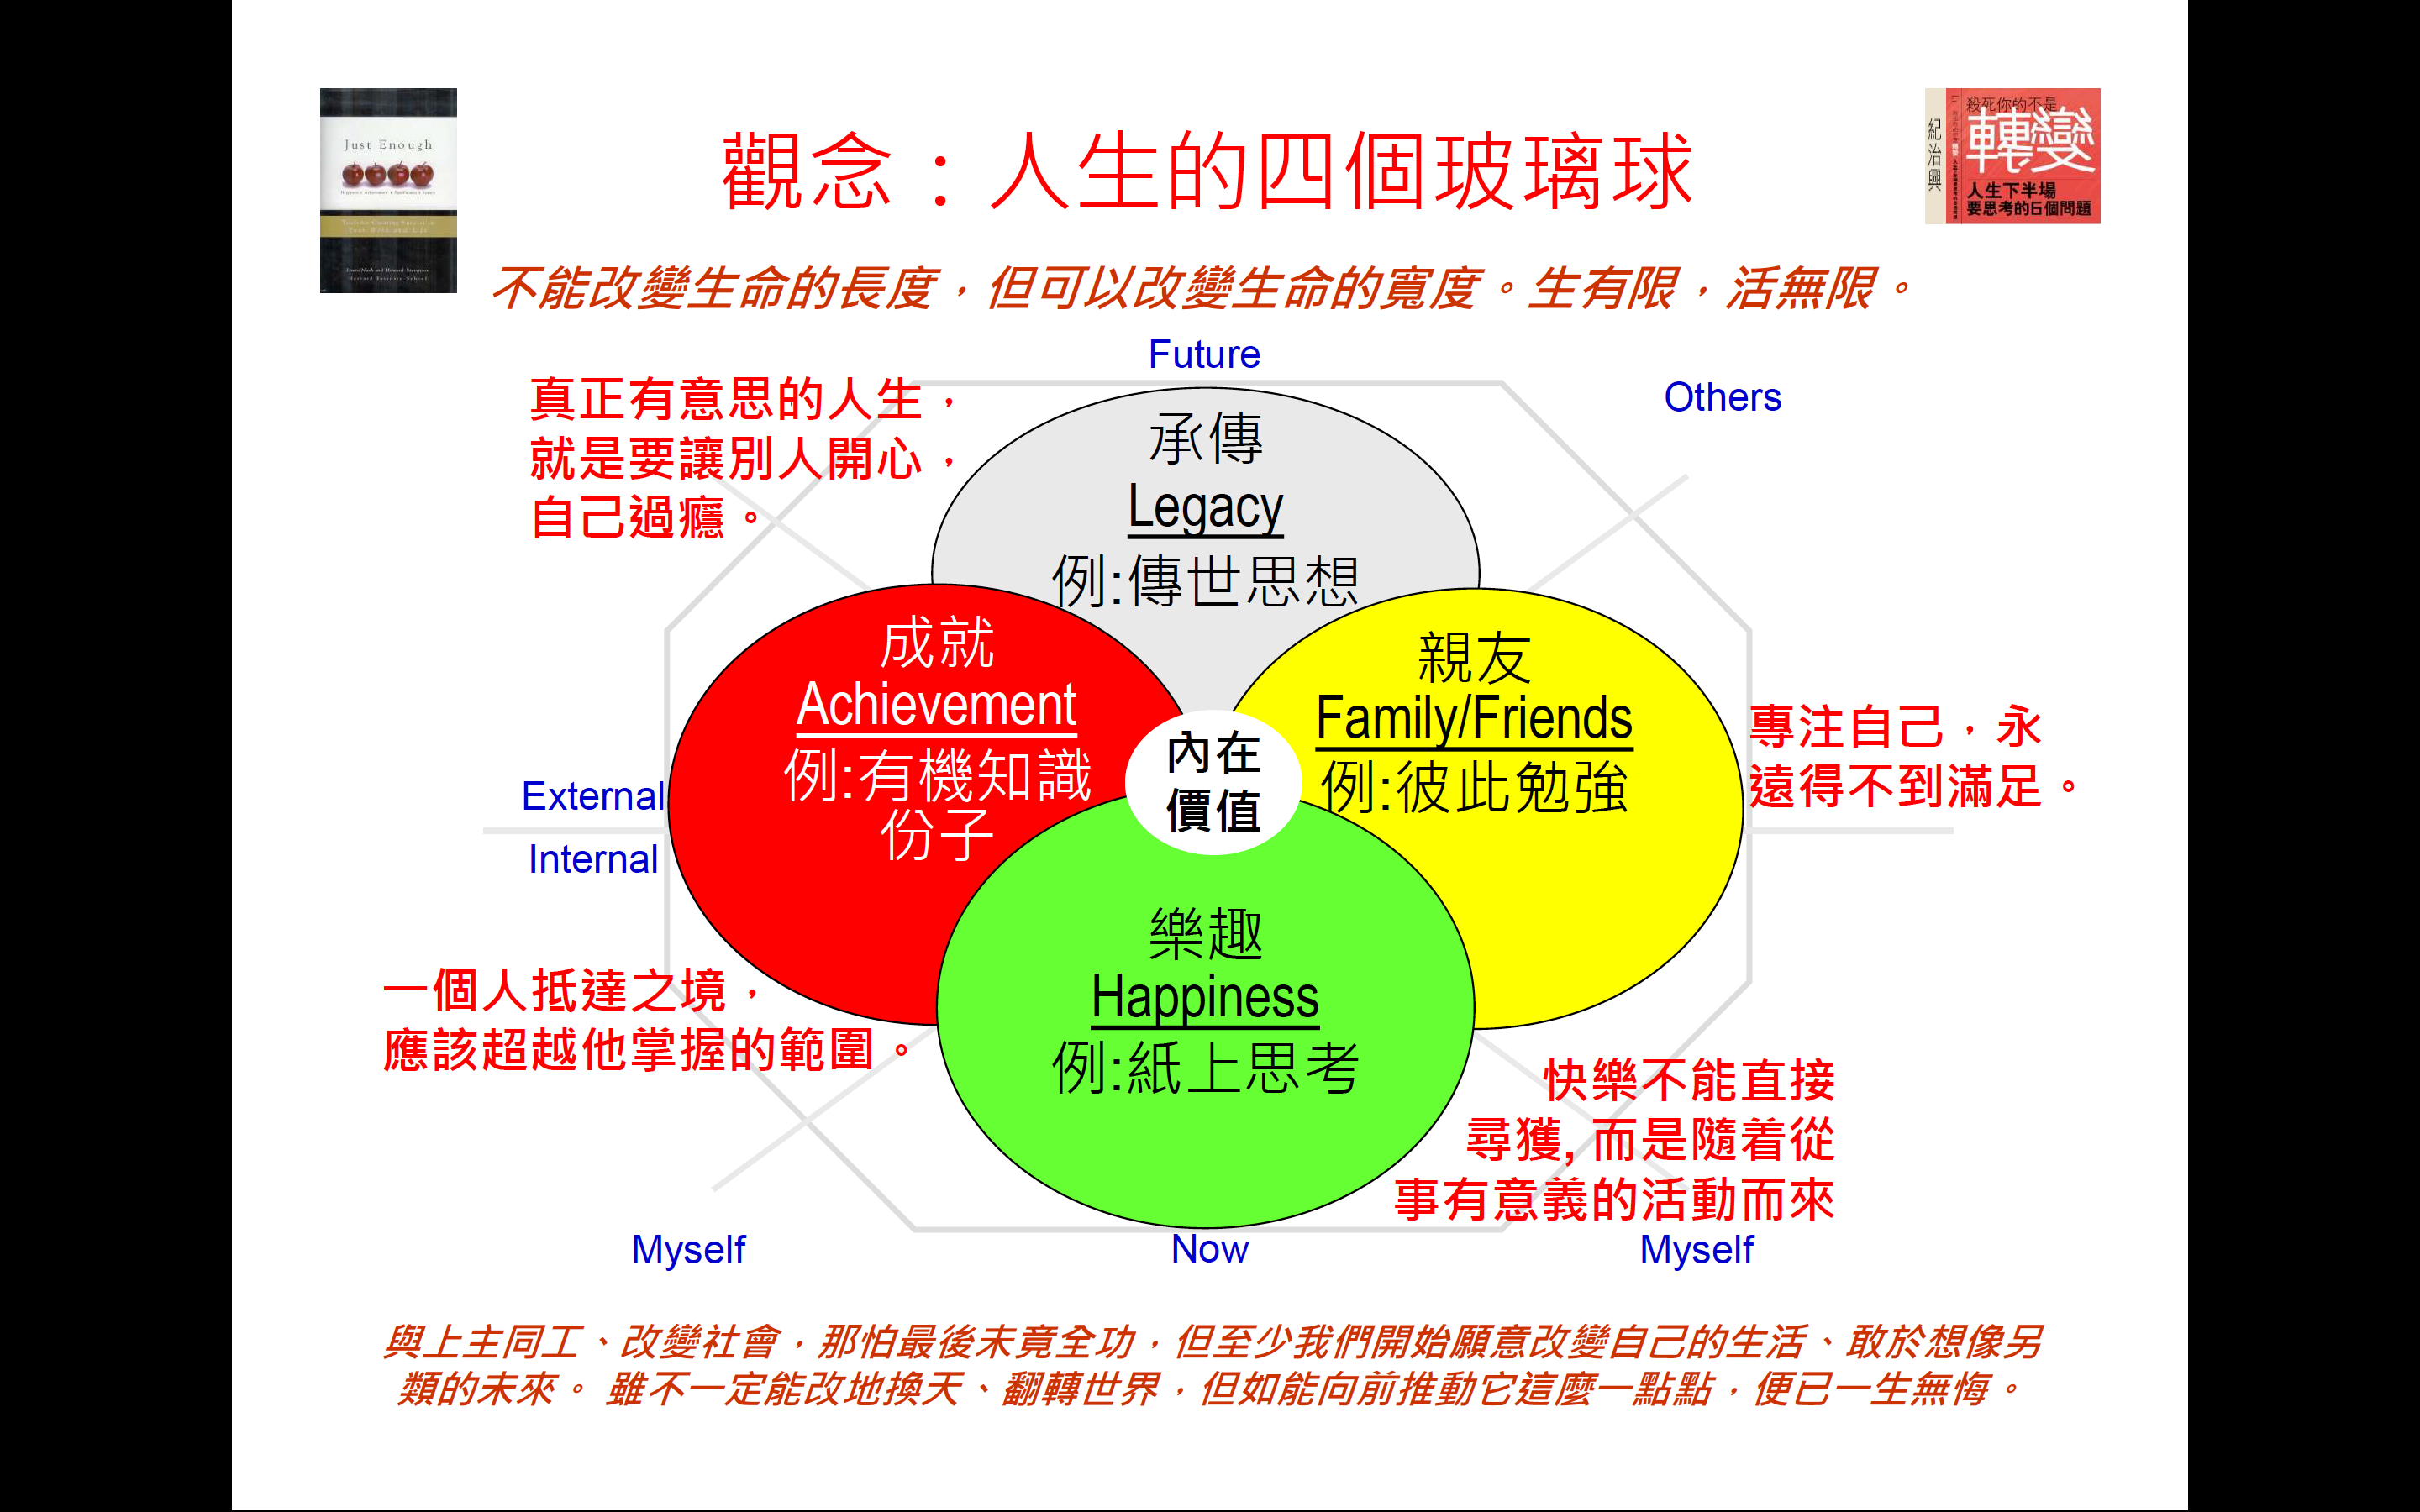 Just Enough
殺死你的不是
轉變
紀治興
人生下半場
要思考的6個問題
觀念：人生的四個玻璃球
不能改變生命的長度，但可以改變生命的寬度。生有限，活無限。
Future
Others
真正有意思的人生，
就是要讓別人開心，
自己過癮。
承傳
Legacy
例:傳世思想
成就
Achievement
例:有機知識
份子
親友
Family/Friends
例:彼此勉強
內在
價值
專注自己，永
遠得不到滿足。
External
Internal
樂趣
Happiness
例:紙上思考
一個人抵達之境，
應該超越他掌握的範圍。
快樂不能直接
尋獲, 而是隨着從
事有意義的活動而來
Myself
Now
Myself
與上主同工、改變社會，那怕最後未竟全功，但至少我們開始願意改變自己的生活、敢於想像另
類的未來。 雖不一定能改地換天、翻轉世界，但如能向前推動它這麼一點點，便已一生無悔。